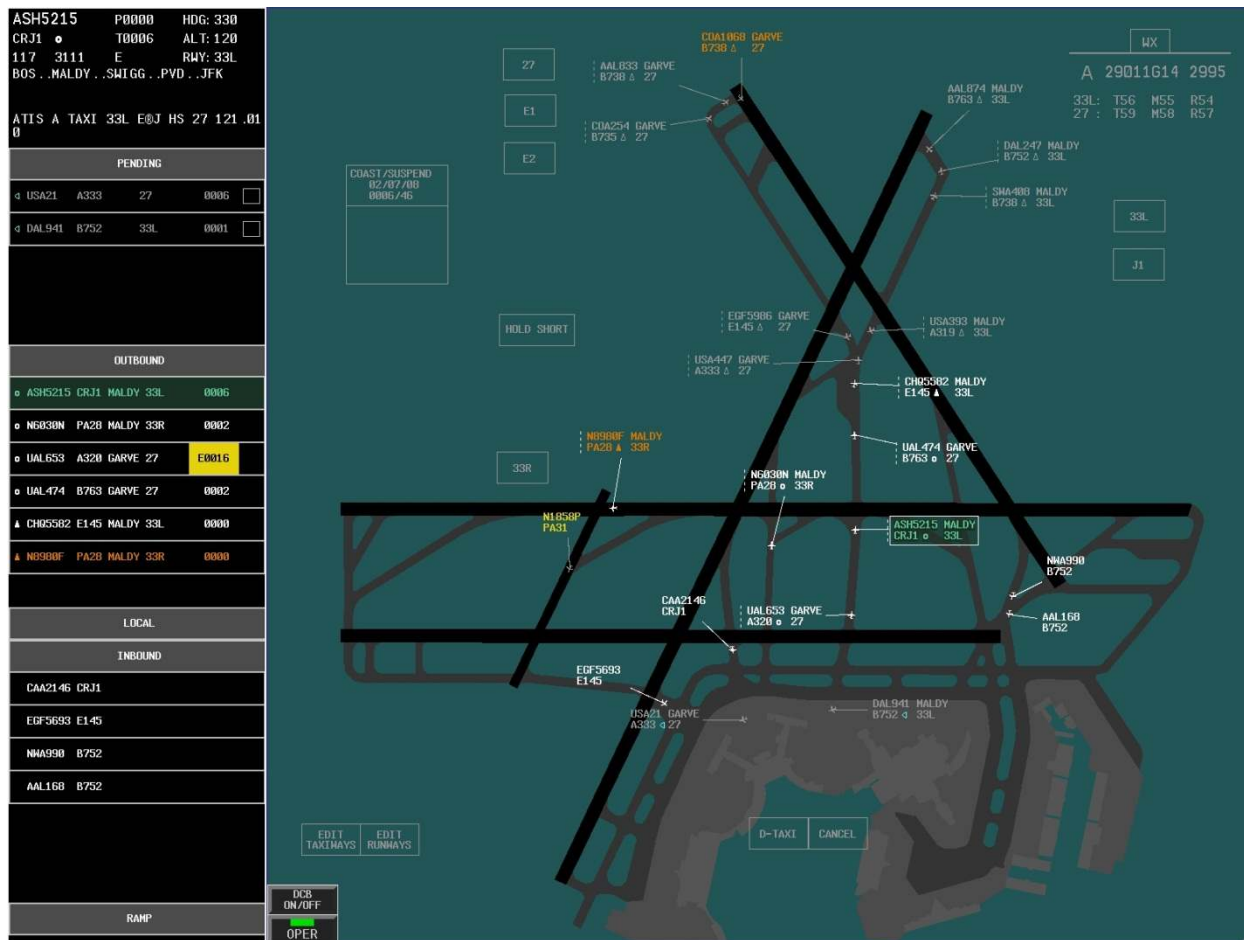 ASH5215 P0000 HDG: 330
CRJ1 T0006 ALT: 120
117 3111 E RWY: 33L
BOS..MALDY..SWIGG..PVD..JFK
ATIS A TAXI 33L E®J HS 27 121.01
0
PENDING
USA21 A333 27 0006
DAL941 B752 33L 0001
OUTBOUND
ASH5215 CRJ1 MALDY 33L 0006
N6030N PA28 MALDY 33R 0002
UAL653 A320 GARVE 27 E0016
UAL474 B763 GARVE 27 0002
CHQ5582 E145 MALDY 33L 0000
N8980F PA28 MALDY 33R 0000
LOCAL
INBOUND
CAA2146 CRJ1
EGF5693 E145
NWA990 B752
AAL168 B752
RAMP
WX
A 29011G14 2995
33L: T56 M55 R54
27 : T59 M58 R57
27
E1
E2
COAST/SUSPEND
02/07/08
0006/46
HOLD SHORT
33R
33L
J1
COA1068 GARVE
B738 27
AAL833 GARVE
B738 27
COA254 GARVE
B735 27
AAL874 MALDY
B763 33L
DAL247 MALDY
B752 33L
SWA408 MALDY
B738 33L
EGF5986 GARVE
E145 27
USA393 MALDY
A319 33L
USA447 GARVE
A333 27
CHQ5582 MALDY
E145 33L
N8980F MALDY
PA28 33R
UAL474 GARVE
B763 27
N6030N MALDY
PA28 33R
N1858P
PA31
ASH5215 MALDY
CRJ1 33L
NWA990
B752
CAA2146
CRJ1
UAL653 GARVE
A320 27
AAL168
B752
EGF5693
E145
USA21 GARVE
A333 27
DAL941 MALDY
B752 33L
EDIT
TAXIWAYS
EDIT
RUNWAYS
D-TAXI
CANCEL
DCB
ON/OFF
OPER